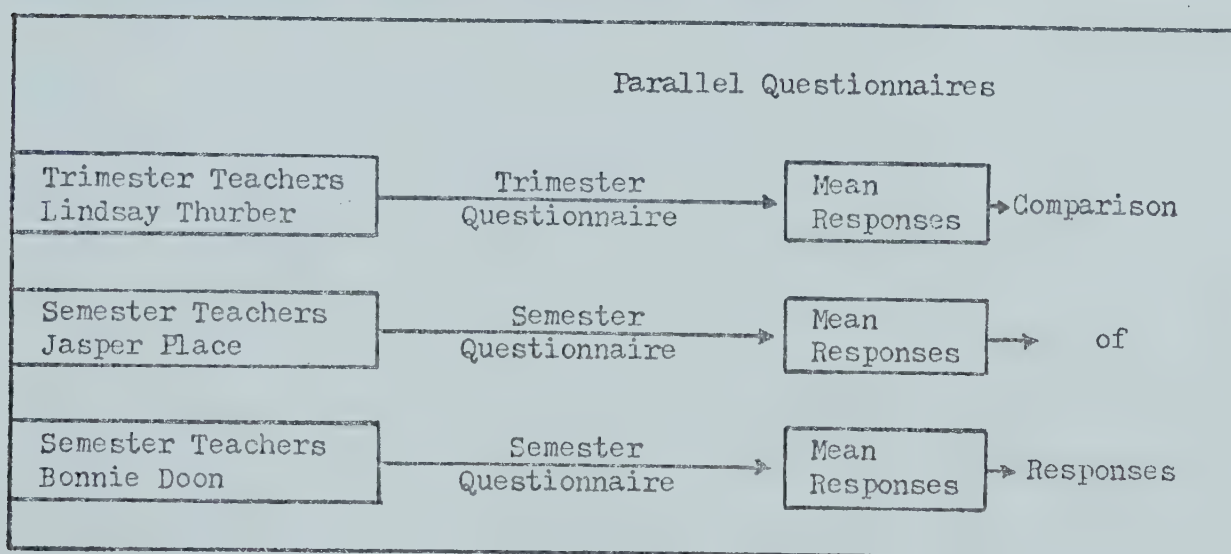 Parallel Questionnaires
Trimester Teachers
Lindsay Thurber
Trimester
Questionnaire
Mean
Responses
Comparison
Semester Teachers
Jasper Place
Semester
Questionnaire
Mean
Responses
of
Semester Teachers
Bonnie Doon
Semester
Questionnaire
Mean
Responses
Responses